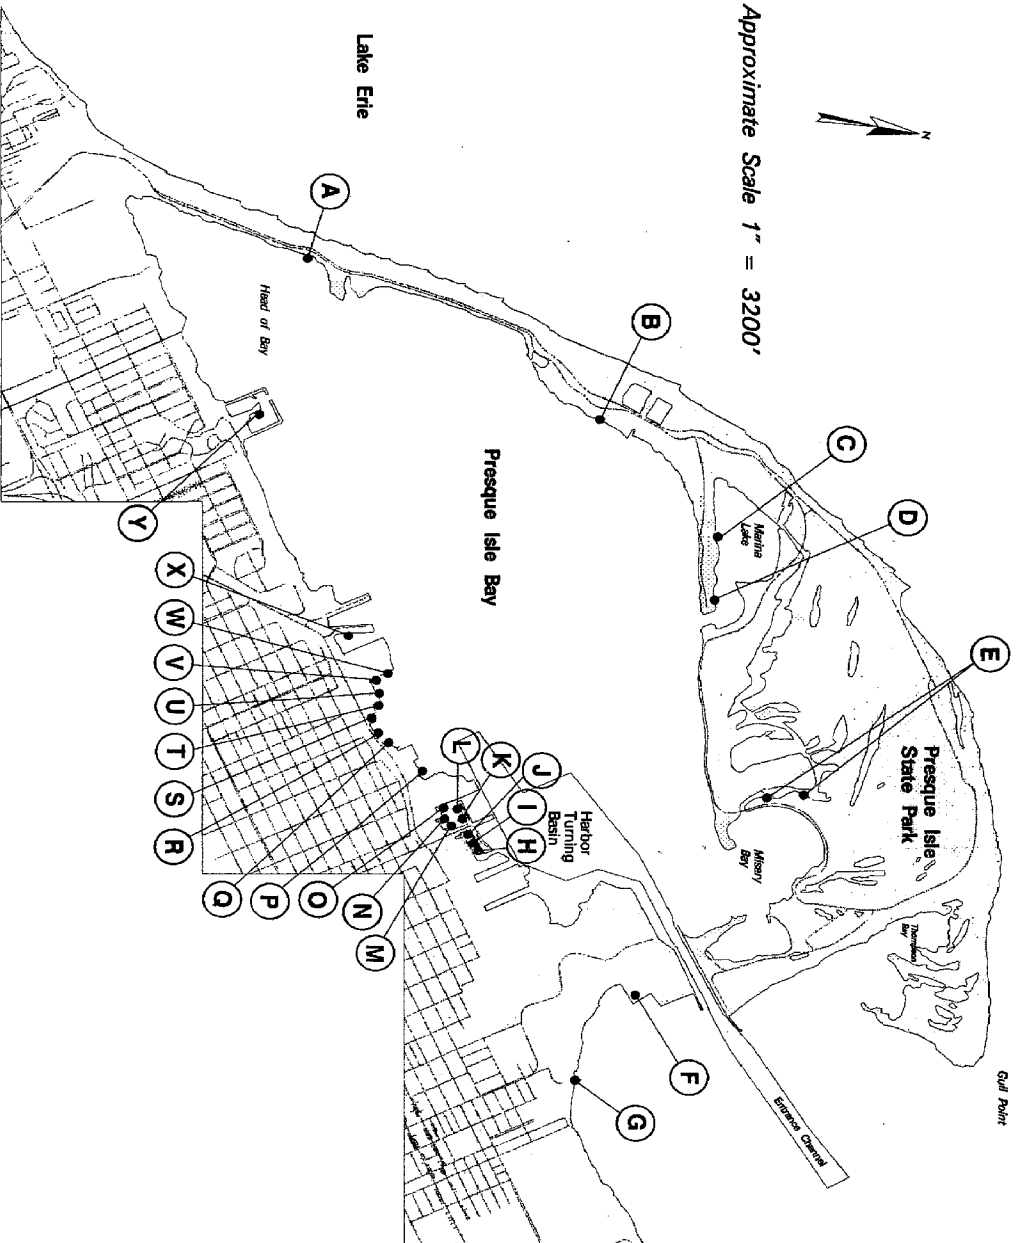 Approximate Scale 1" = 3200'
N
Lake Erie
A
Head of Bay
B
Presque Isle Bay
C
D
Marina
Lake
E
Presque Isle
State Park
Misery
Bay
Thompson
Bay
Gull Point
Harbor
Turning
Basin
Entrance Channel
F
G
H
I
J
K
L
M
N
O
P
Q
R
S
T
U
V
W
X
Y